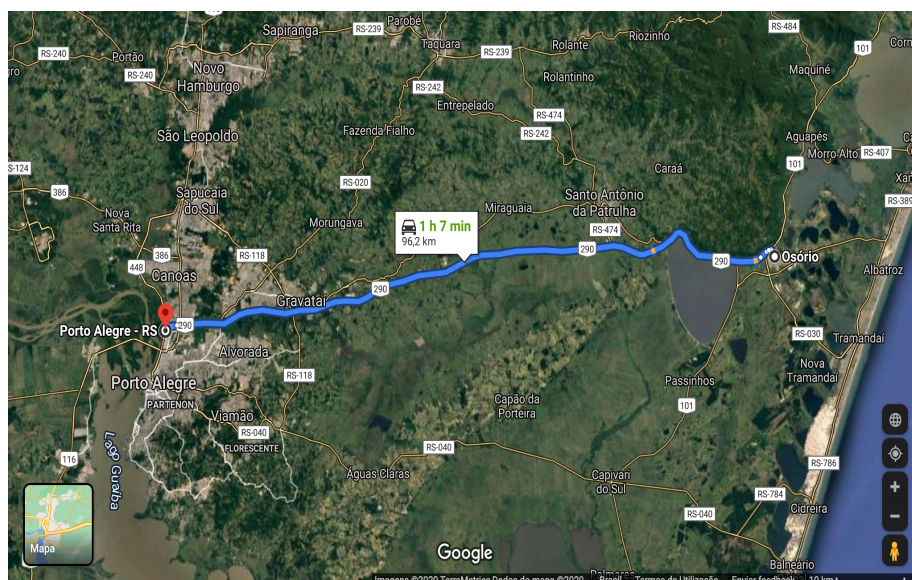 RS-484
Parobé
Riozinho
RS-239
Sapiranga
RS-239
Rolante
101
RS-240
Portão
Taquara
RS-239
Novo
Hamburgo
RS-240
Rolantinho
Maquiné
RS-242
Entrepelado
RS-474
São Leopoldo
Fazenda Fialho
RS-242
Aguapés
Morro-Alto
RS-407
101
Caraá
386
RS-020
Sapucaia
do Sul
Santo Antônio
da Patrulha
RS-389
Nova
Santa Rita
Morungava
Miraguaia
RS-474
1 h 7 min
96,2 km
290
386
RS-118
448
Canoas
290
Osório
Albatroz
290
Gravataí
Porto Alegre - RS
290
Alvorada
RS-030
Tramandaí
Nova
Tramandaí
RS-118
Passinhos
Porto Alegre
PARTENON
Capão da
Porteira
101
Viamão
RS-040
FLORESCENTE
RS-040
116
Lago Guaíba
Águas Claras
RS-786
Capivari
do Sul
RS-784
RS-040
Cidreira
Mapa
Google
Balneário